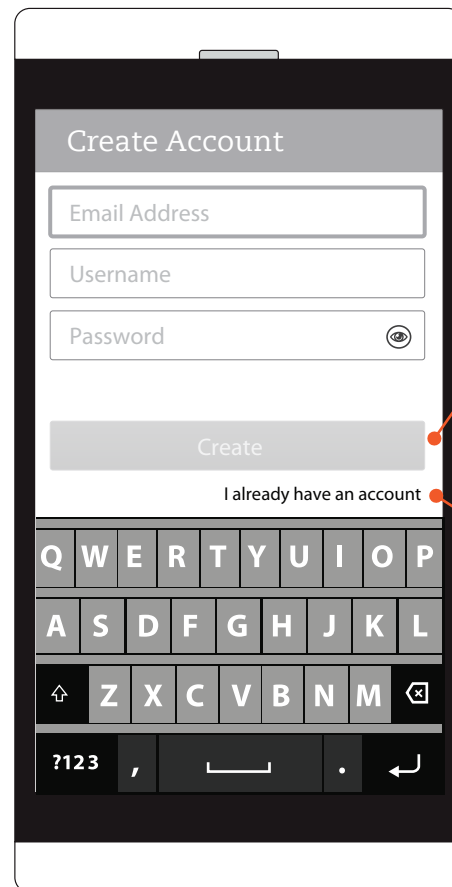 Create Account
Email Address
Username
Password
Create
I already have an account
Q W E R T Y U I O P
A S D F G H J K L
Z X C V B N M
?123 , .